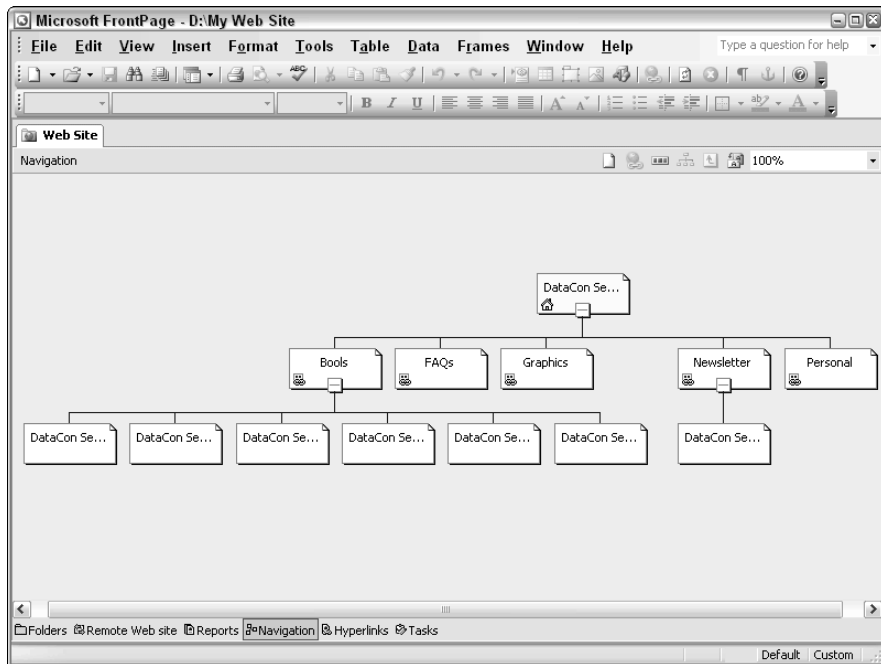 Microsoft FrontPage - D:\My Web Site
File Edit View Insert Format Tools Table Data Frames Window Help Type a question for help
B I U
Web Site
Navigation 100%
DataCon Se...
Bools FAQs Graphics Newsletter Personal
DataCon Se... DataCon Se... DataCon Se... DataCon Se... DataCon Se... DataCon Se... DataCon Se...
Folders Remote Web site Reports Navigation Hyperlinks Tasks
Default Custom